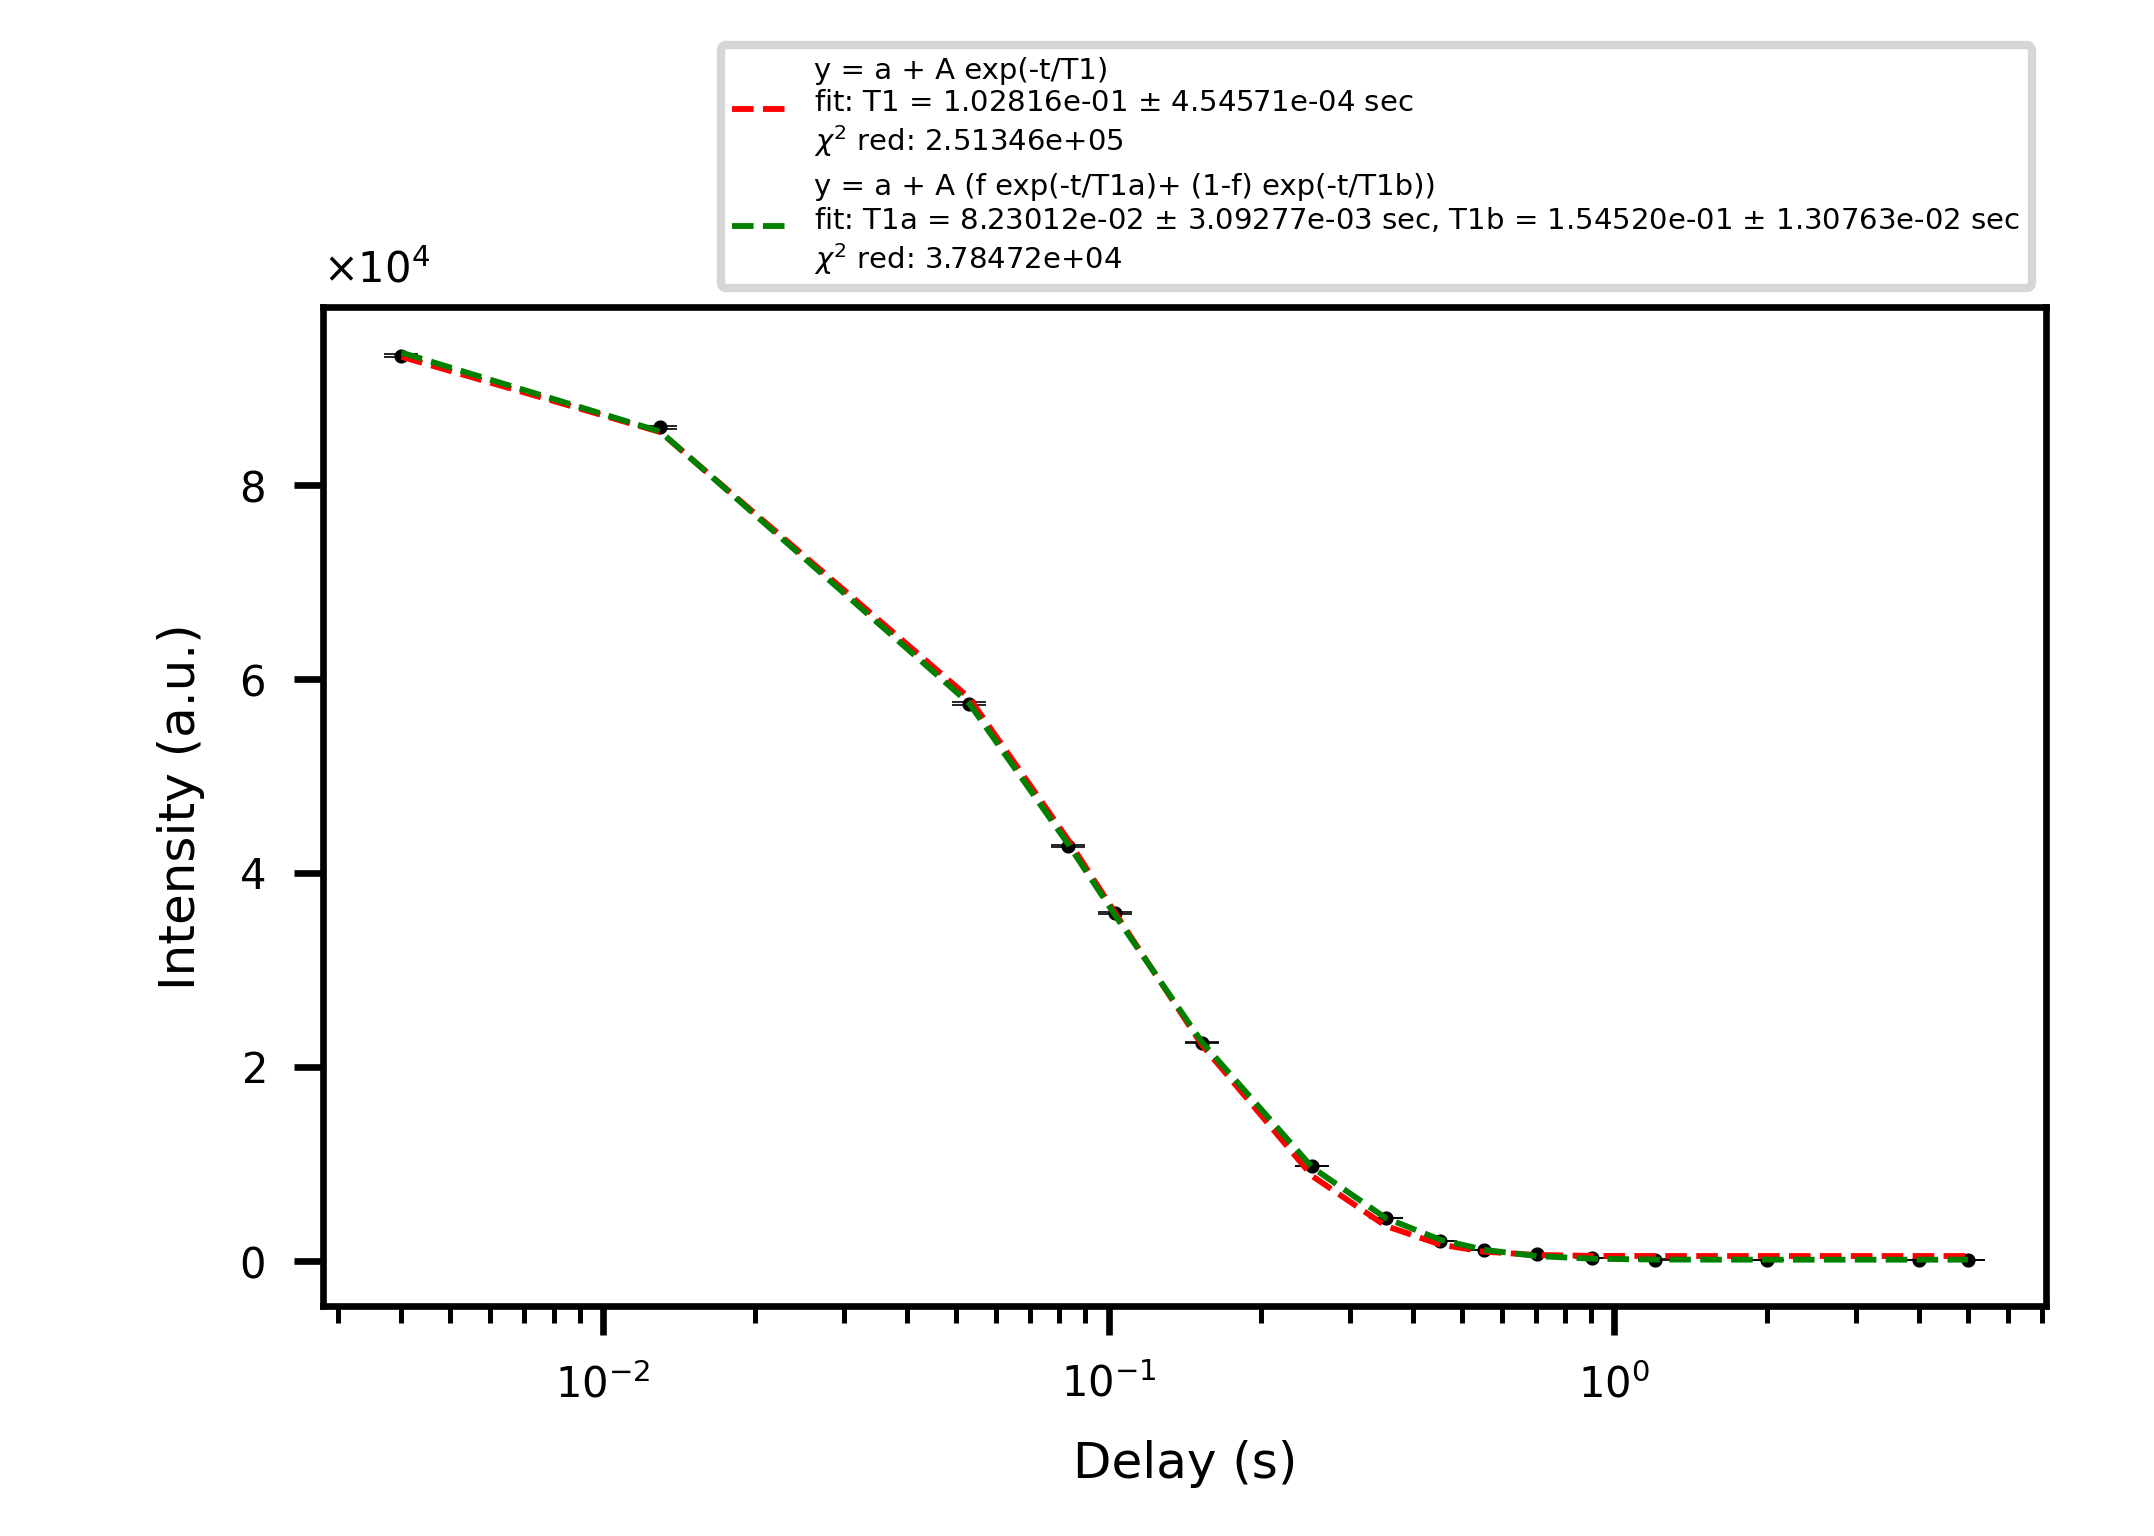 y = a + A exp(-t/T1)
fit: T1 = 1.02816e-01 ± 4.54571e-04 sec
χ² red: 2.51346e+05
y = a + A (f exp(-t/T1a)+ (1-f) exp(-t/T1b))
fit: T1a = 8.23012e-02 ± 3.09277e-03 sec, T1b = 1.54520e-01 ± 1.30763e-02 sec
χ² red: 3.78472e+04
×10⁴
8
6
4
2
0
Intensity (a.u.)
10⁻² 10⁻¹ 10⁰
Delay (s)